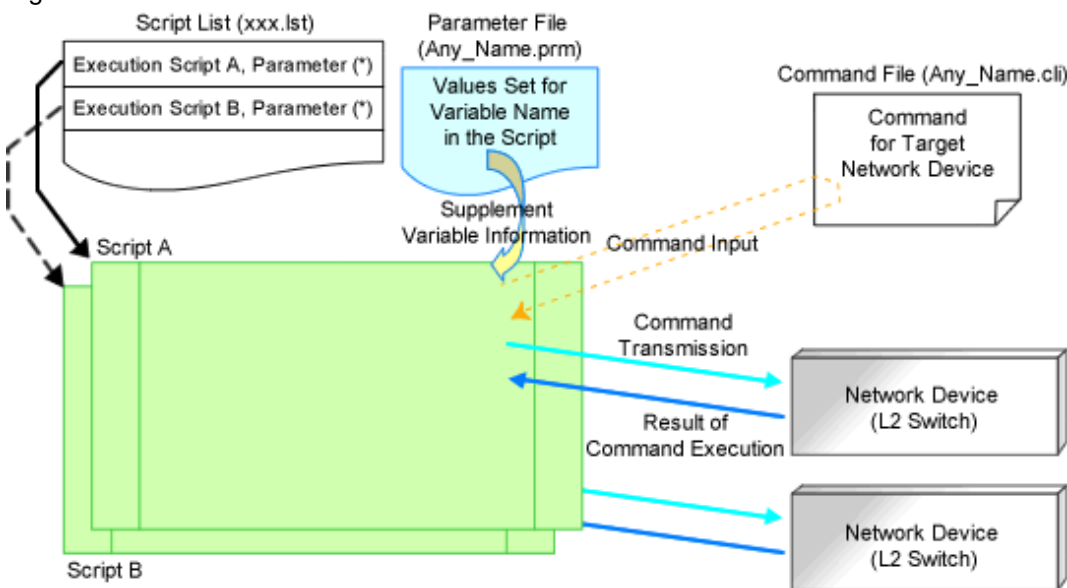 Script List (xxx.lst)
Execution Script A, Parameter (*)
Execution Script B, Parameter (*)
Parameter File
(Any_Name.prm)
Values Set for
Variable Name
in the Script
Command File (Any_Name.cli)
Command
for Target
Network Device
Supplement
Variable Information
Command Input
Script A
Command
Transmission
Network Device
(L2 Switch)
Result of
Command Execution
Network Device
(L2 Switch)
Script B